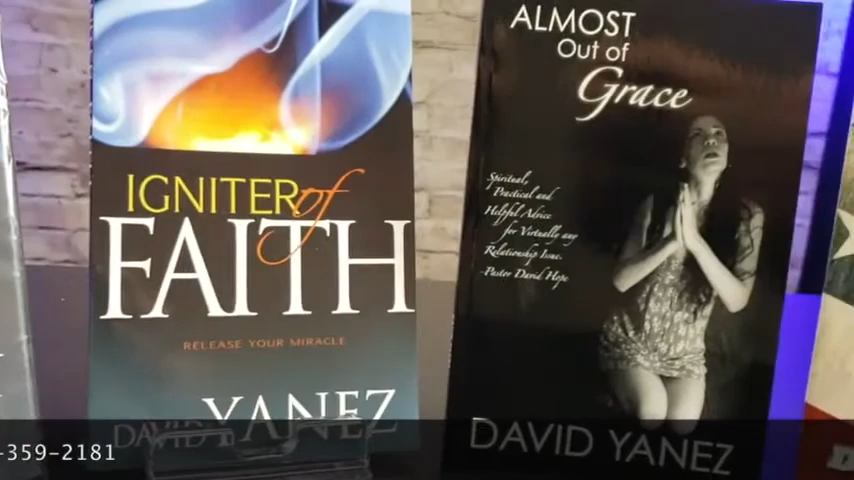 IGNITER of
FAITH
RELEASE YOUR MIRACLE
DAVID YANEZ
ALMOST
Out of
Grace
Spiritual,
Practical and
Helpful Advice
for Virtually any
Relationship Issue.
-Pastor David Hope
DAVID YANEZ
-359-2181